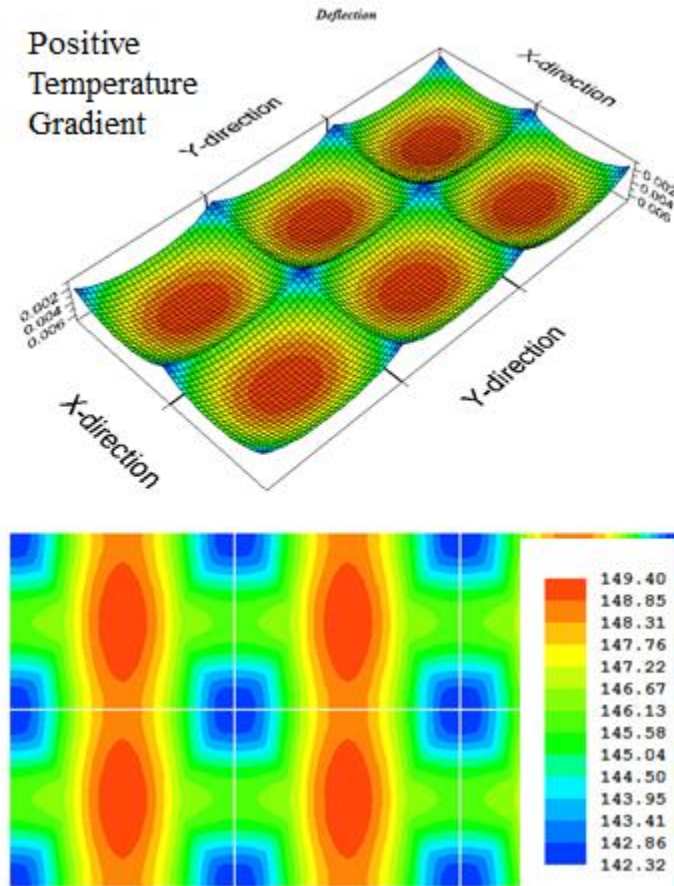 Deflection
Positive
Temperature
Gradient
X-direction
Y-direction
0.002
0.004
0.006
0.002
0.004
0.006
X-direction
Y-direction
149.40
148.85
148.31
147.76
147.22
146.67
146.13
145.58
145.04
144.50
143.95
143.41
142.86
142.32